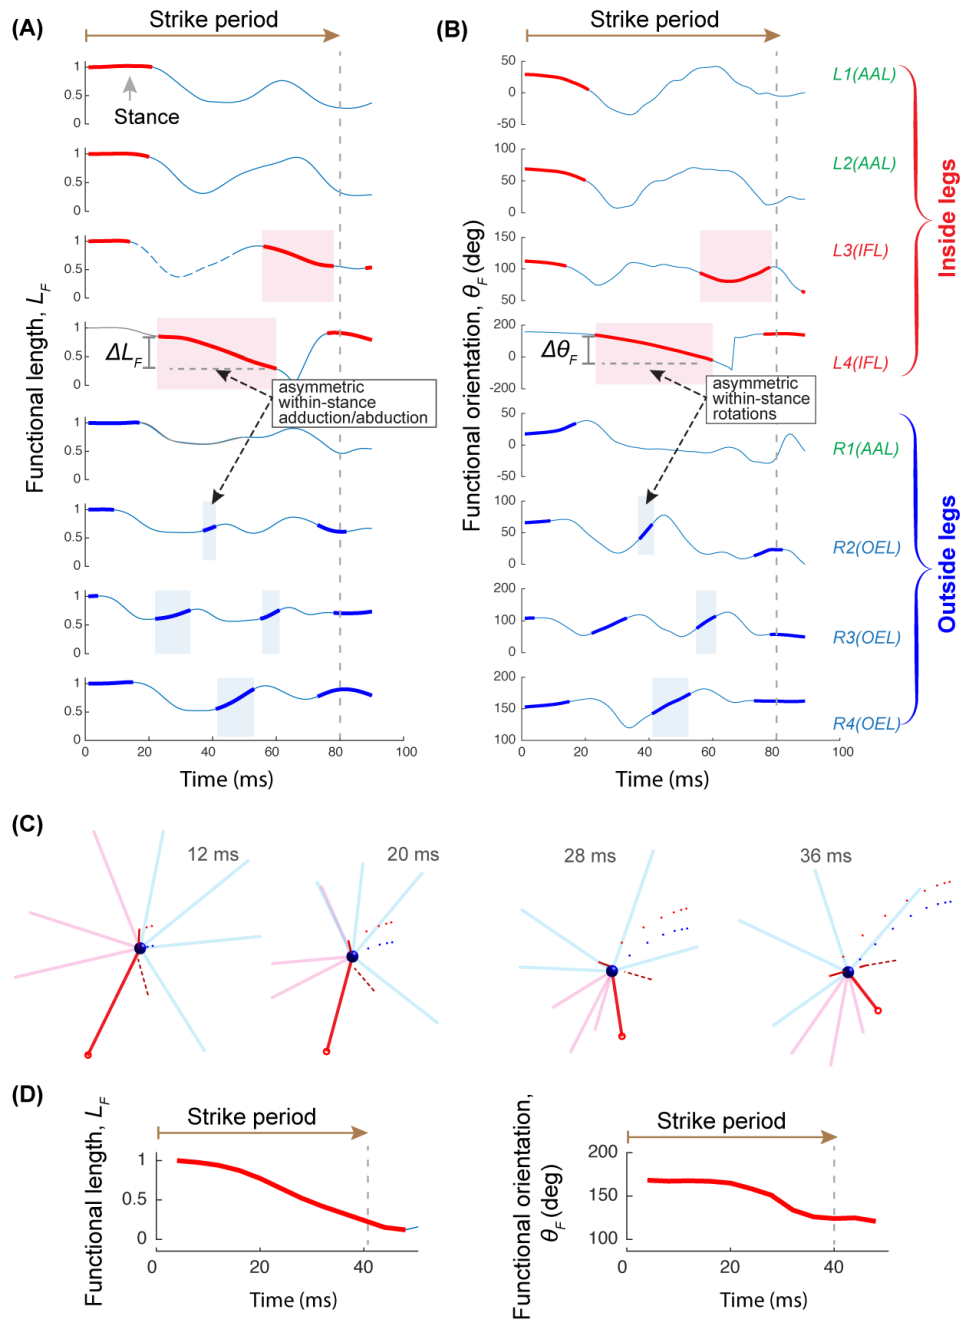 (A)
Strike period
Functional length, L_F
1
0.5
0
Stance
1
0.5
0
1
0.5
0
1
0.5
0
ΔL_F
asymmetric
within-stance
adduction/abduction
1
0.5
0
1
0.5
0
1
0.5
0
1
0.5
0
0 20 40 60 80 100
Time (ms)
(B)
Strike period
Functional orientation, θ_F (deg)
50
0
-50
100
50
0
150
100
50
200
0
-200
Δθ_F
asymmetric
within-stance
rotations
50
0
-50
100
50
0
100
50
0
200
150
100
0 20 40 60 80 100
Time (ms)
L1(AAL)
L2(AAL)
L3(IFL)
L4(IFL)
R1(AAL)
R2(OEL)
R3(OEL)
R4(OEL)
Inside legs
Outside legs
(C)
12 ms
20 ms
28 ms
36 ms
(D)
Functional length, L_F
Strike period
1
0.5
0
0 20 40
Time (ms)
Functional orientation,
θ_F (deg)
Strike period
200
150
100
0 20 40
Time (ms)